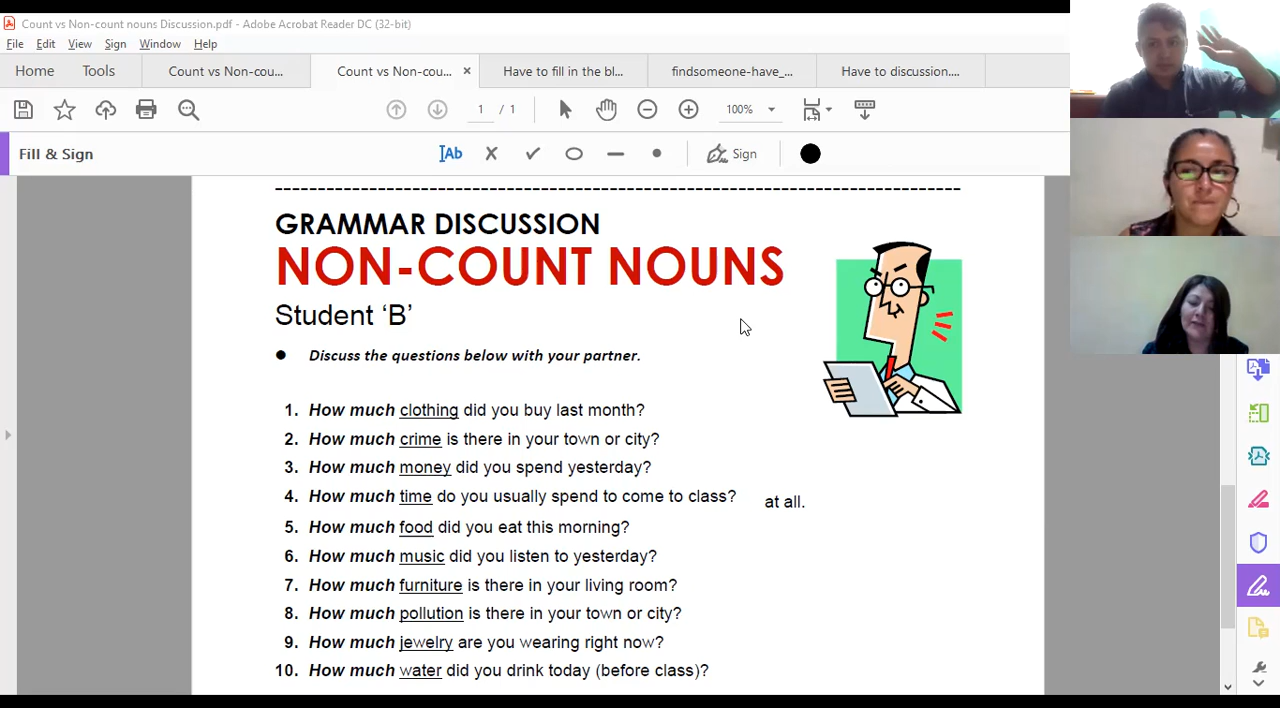 Count vs Non-count nouns Discussion.pdf - Adobe Acrobat Reader DC (32-bit)
File Edit View Sign Window Help
Home Tools Count vs Non-cou... Count vs Non-cou... × Have to fill in the bl... findsomeone-have_... Have to discussion....
1 / 1 100%
Fill & Sign Ab Sign
GRAMMAR DISCUSSION
NON-COUNT NOUNS
Student ‘B’
● Discuss the questions below with your partner.
1. How much clothing did you buy last month?
2. How much crime is there in your town or city?
3. How much money did you spend yesterday?
4. How much time do you usually spend to come to class? at all.
5. How much food did you eat this morning?
6. How much music did you listen to yesterday?
7. How much furniture is there in your living room?
8. How much pollution is there in your town or city?
9. How much jewelry are you wearing right now?
10. How much water did you drink today (before class)?